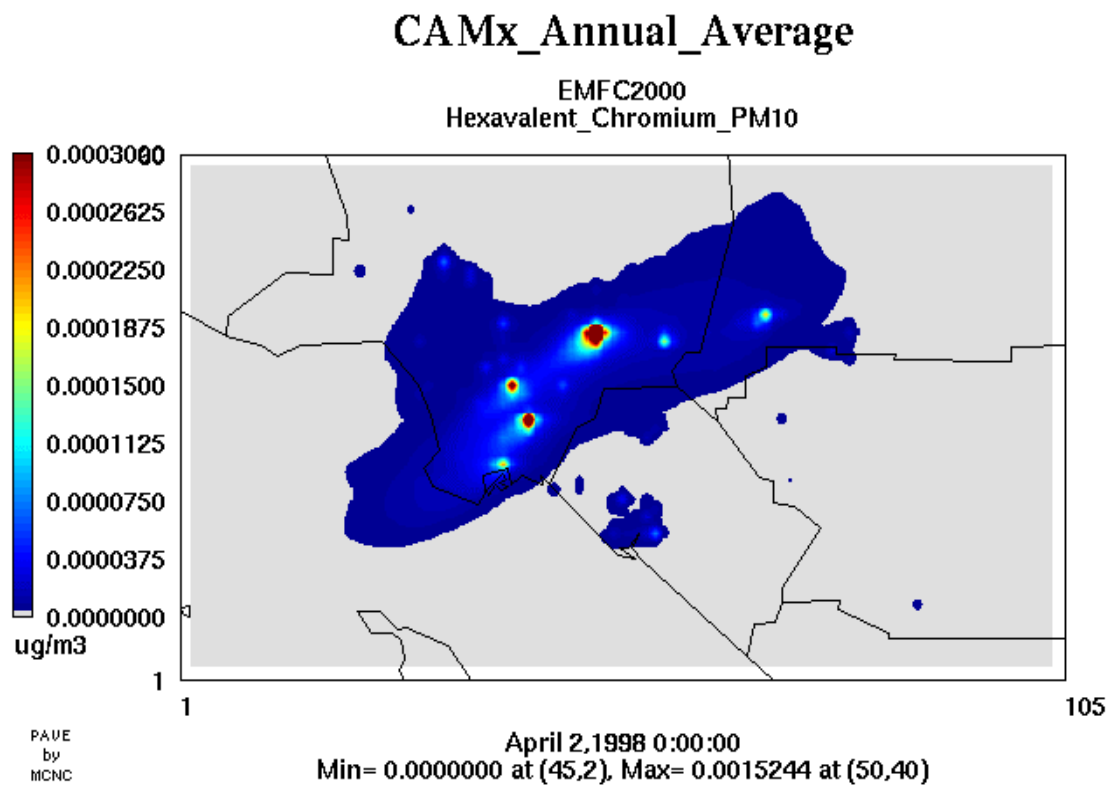 CAMx_Annual_Average
EMFC2000
Hexavalent_Chromium_PM10
0.0003000
0.0002625
0.0002250
0.0001875
0.0001500
0.0001125
0.0000750
0.0000375
0.0000000
ug/m3
1
1
105
PAVE
by
MCNC
April 2,1998 0:00:00
Min= 0.0000000 at (45,2), Max= 0.0015244 at (50,40)